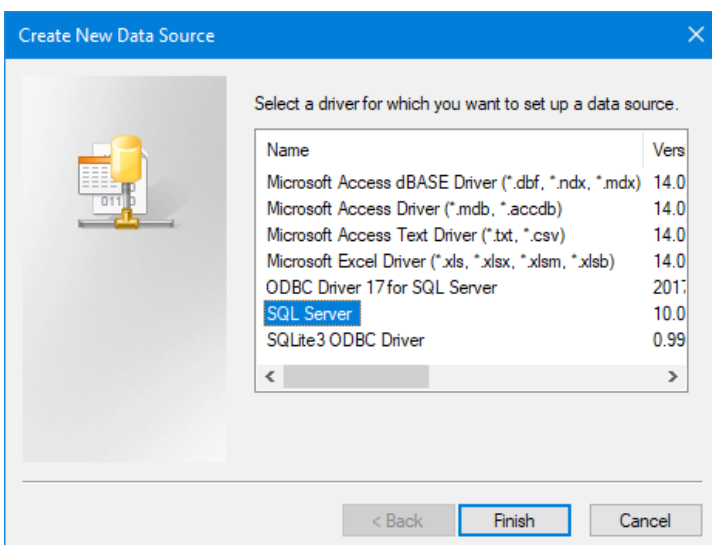 Create New Data Source
Select a driver for which you want to set up a data source.
Name Vers
Microsoft Access dBASE Driver (*.dbf, *.ndx, *.mdx) 14.0
Microsoft Access Driver (*.mdb, *.accdb) 14.0
Microsoft Access Text Driver (*.txt, *.csv) 14.0
Microsoft Excel Driver (*.xls, *.xlsx, *.xlsm, *.xlsb) 14.0
ODBC Driver 17 for SQL Server 2017.
SQL Server 10.0
SQLite3 ODBC Driver 0.99
< Back Finish Cancel